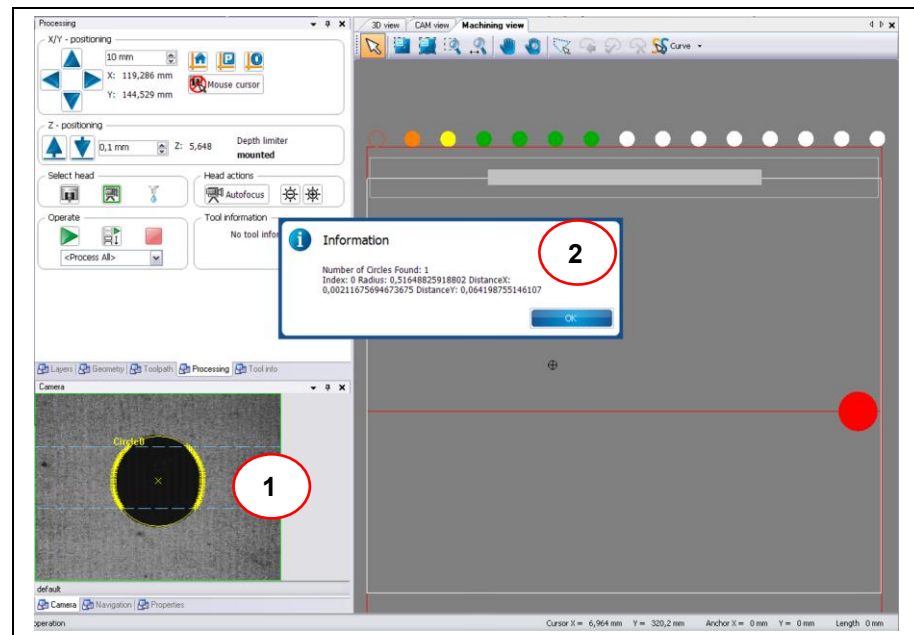 Processing
X/Y - positioning
10 mm
X: 119,286 mm
Y: 144,529 mm
Mouse cursor
Z - positioning
0,1 mm
Z: 5,648
Depth limiter
mounted
Select head
Head actions
Autofocus
Operate
<Process All>
Tool information
No tool infor
Layers
Geometry
Toolpath
Processing
Tool info
Camera
Circle0
1
default
Camera
Navigation
Properties
operation
3D view
CAM view
Machining view
Curve
Information
Number of Circles Found: 1
Index: 0 Radius: 0,51648825918802 DistanceX:
0,00211675694673675 DistanceY: 0,064198755146107
OK
2
Cursor X = 6,964 mm Y = 320,2 mm Anchor X = 0 mm Y = 0 mm Length 0 mm